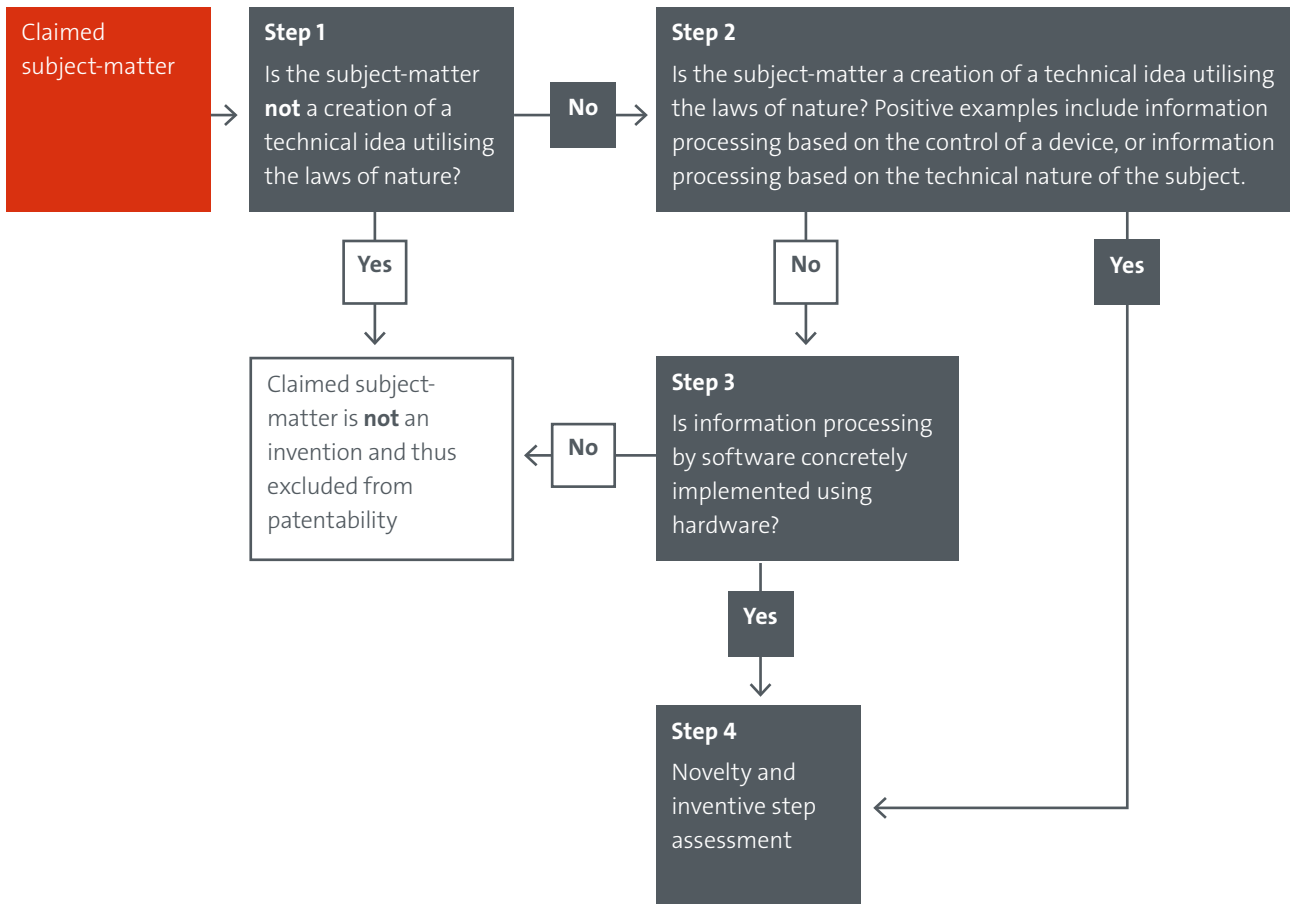 Claimed
subject-matter
Step 1
Is the subject-matter
not a creation of a
technical idea utilising
the laws of nature?
No
Step 2
Is the subject-matter a creation of a technical idea utilising
the laws of nature? Positive examples include information
processing based on the control of a device, or information
processing based on the technical nature of the subject.
Yes
No
Yes
Claimed subject-
matter is not an
invention and thus
excluded from
patentability
No
Step 3
Is information processing
by software concretely
implemented using
hardware?
Yes
Step 4
Novelty and
inventive step
assessment